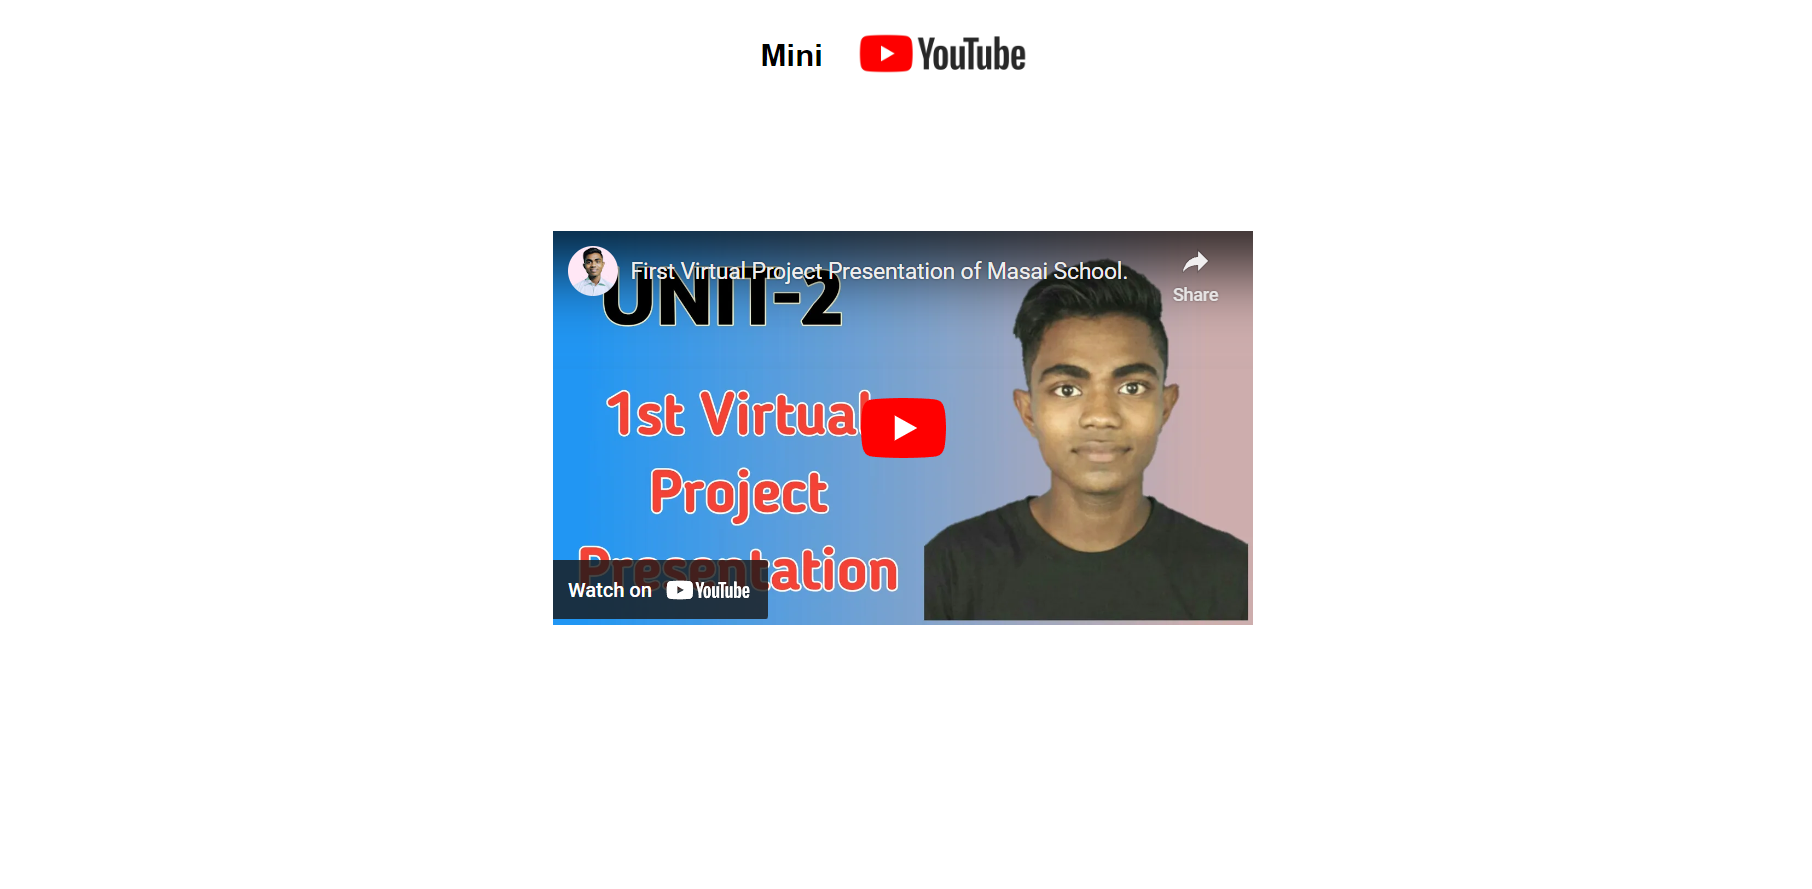 Mini YouTube
First Virtual Project Presentation of Masai School.
Share
UNIT-2
1st Virtual
Project
Presentation
Watch on YouTube